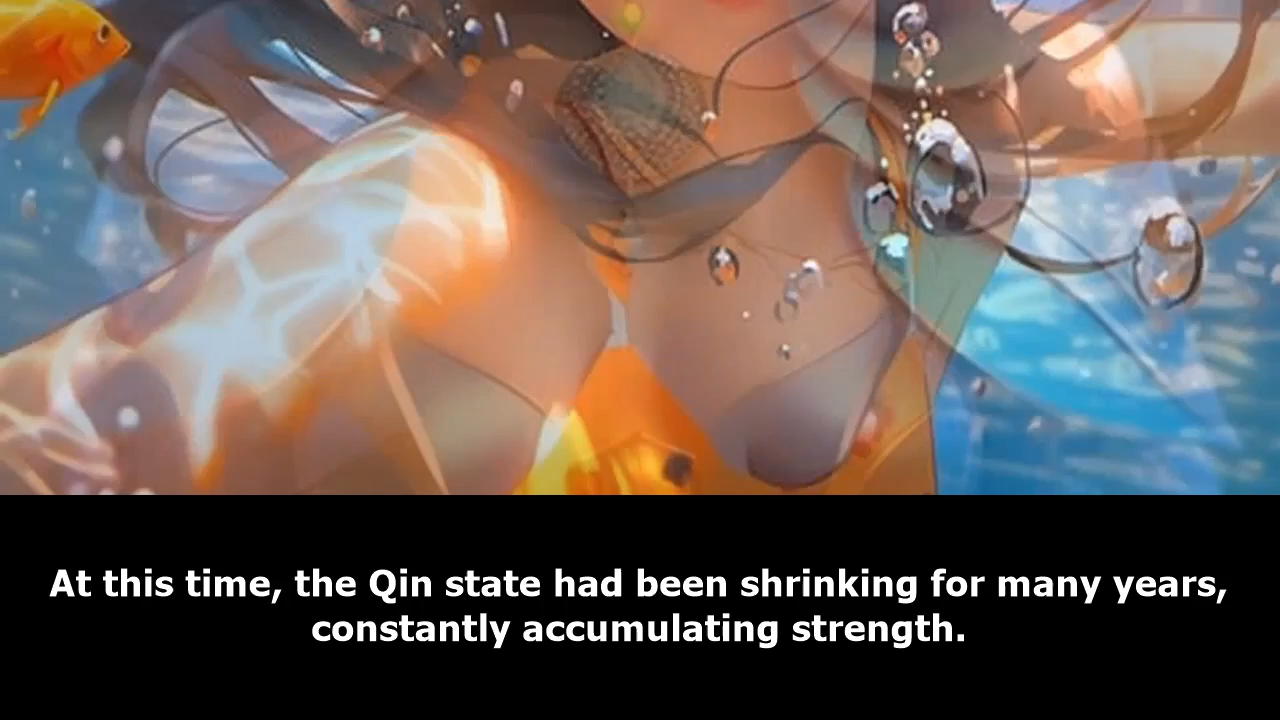 At this time, the Qin state had been shrinking for many years,
constantly accumulating strength.